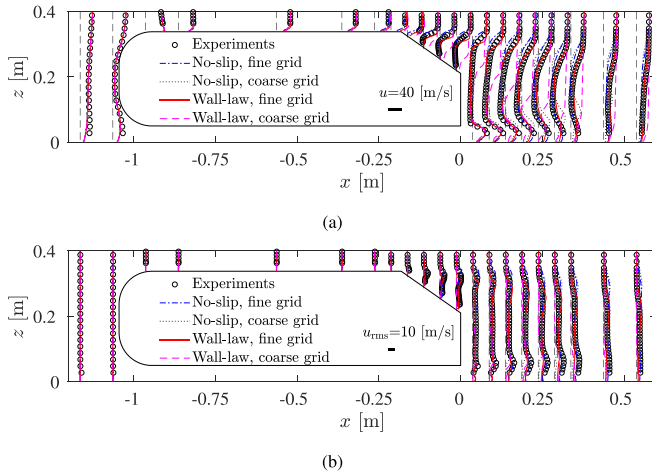 0.4
0.2
0
z [m]
Experiments
No-slip, fine grid
No-slip, coarse grid
Wall-law, fine grid
Wall-law, coarse grid
u=40 [m/s]
-1 -0.75 -0.5 -0.25 0 0.25 0.5
x [m]
(a)
0.4
0.2
0
z [m]
Experiments
No-slip, fine grid
No-slip, coarse grid
Wall-law, fine grid
Wall-law, coarse grid
u_rms=10 [m/s]
-1 -0.75 -0.5 -0.25 0 0.25 0.5
x [m]
(b)